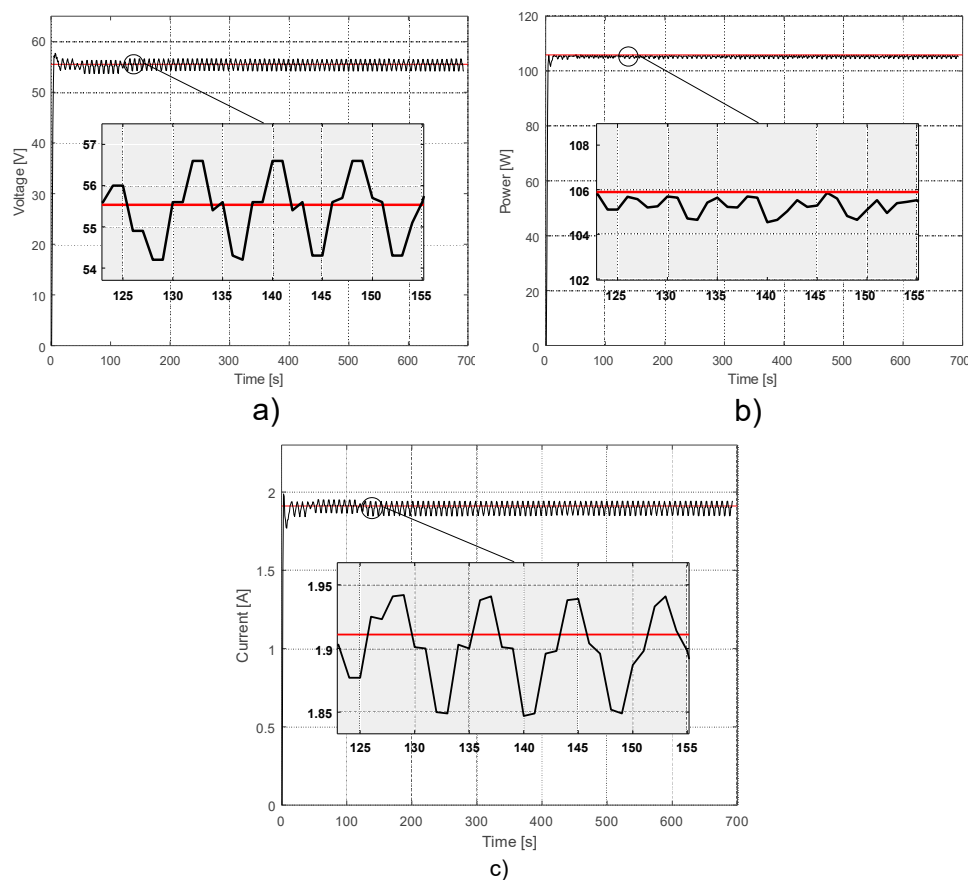 60
50
40
30
20
10
0
Voltage [V]
57
56
55
54
125 130 135 140 145 150 155
0 100 200 300 400 500 600 700
Time [s]
a)
120
100
80
60
40
20
0
Power [W]
108
106
104
102
125 130 135 140 145 150 155
0 100 200 300 400 500 600 700
Time [s]
b)
2
1.5
1
0.5
0
Current [A]
1.95
1.9
1.85
125 130 135 140 145 150 155
0 100 200 300 400 500 600 700
Time [s]
c)